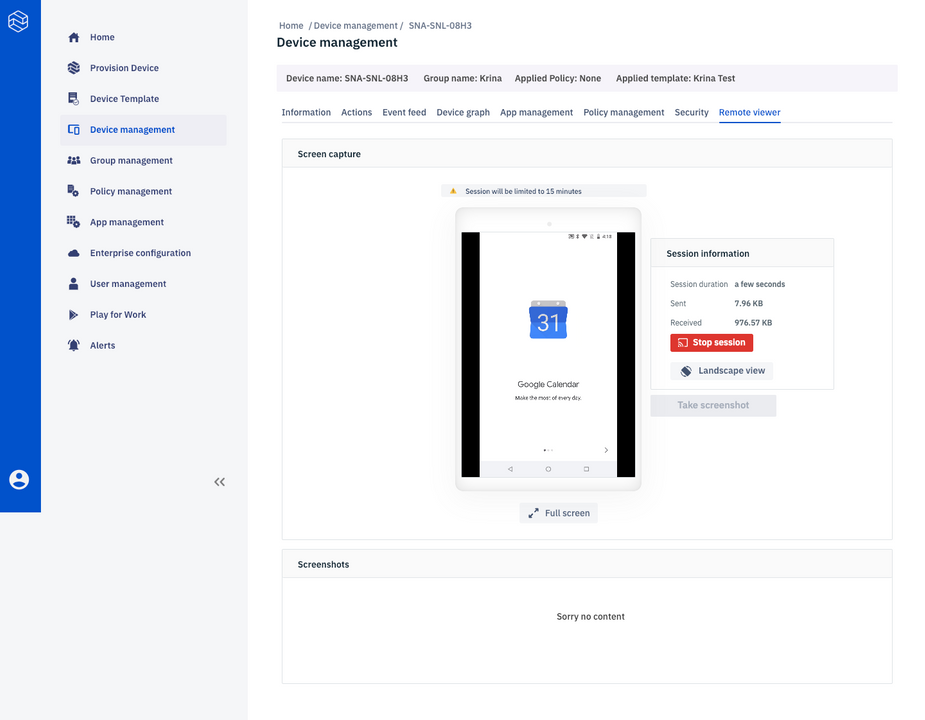 Home
Provision Device
Device Template
Device management
Group management
Policy management
App management
Enterprise configuration
User management
Play for Work
Alerts
Home / Device management / SNA-SNL-08H3
Device management
Device name: SNA-SNL-08H3 Group name: Krina Applied Policy: None Applied template: Krina Test
Information Actions Event feed Device graph App management Policy management Security Remote viewer
Screen capture
Session will be limited to 15 minutes
4:18
31
Google Calendar
Make the most of every day.
Full screen
Session information
Session duration a few seconds
Sent 7.96 KB
Received 976.57 KB
Stop session
Landscape view
Take screenshot
Screenshots
Sorry no content